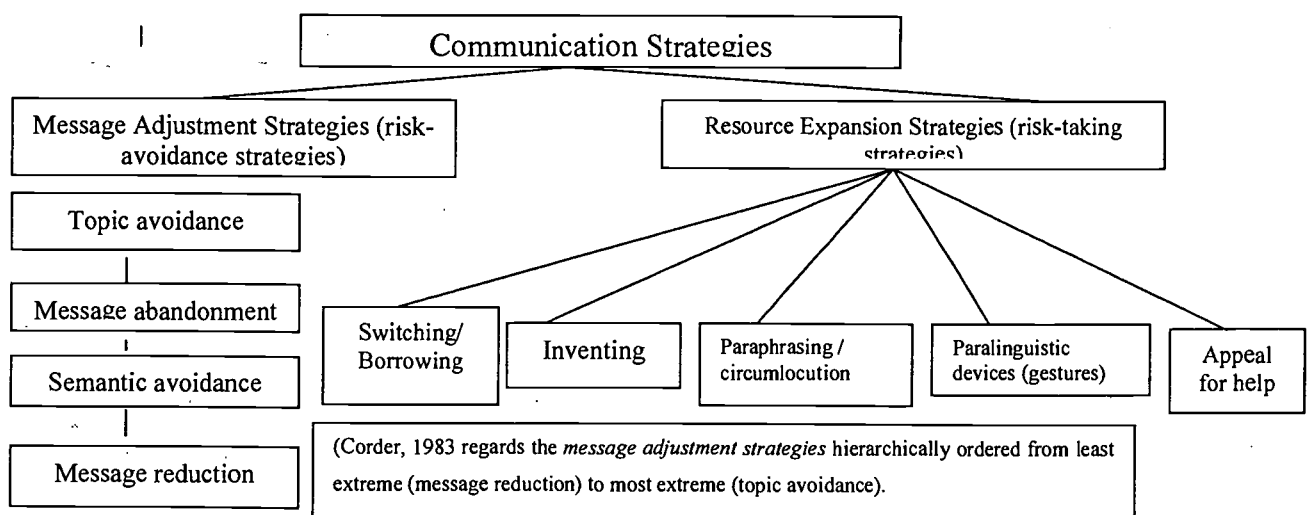 Communication Strategies
Message Adjustment Strategies (risk-
avoidance strategies)
Resource Expansion Strategies (risk-taking
strategies)
Topic avoidance
Message abandonment
Semantic avoidance
Message reduction
Switching/
Borrowing
Inventing
Paraphrasing /
circumlocution
Paralinguistic
devices (gestures)
Appeal
for help
(Corder, 1983 regards the message adjustment strategies hierarchically ordered from least
extreme (message reduction) to most extreme (topic avoidance).